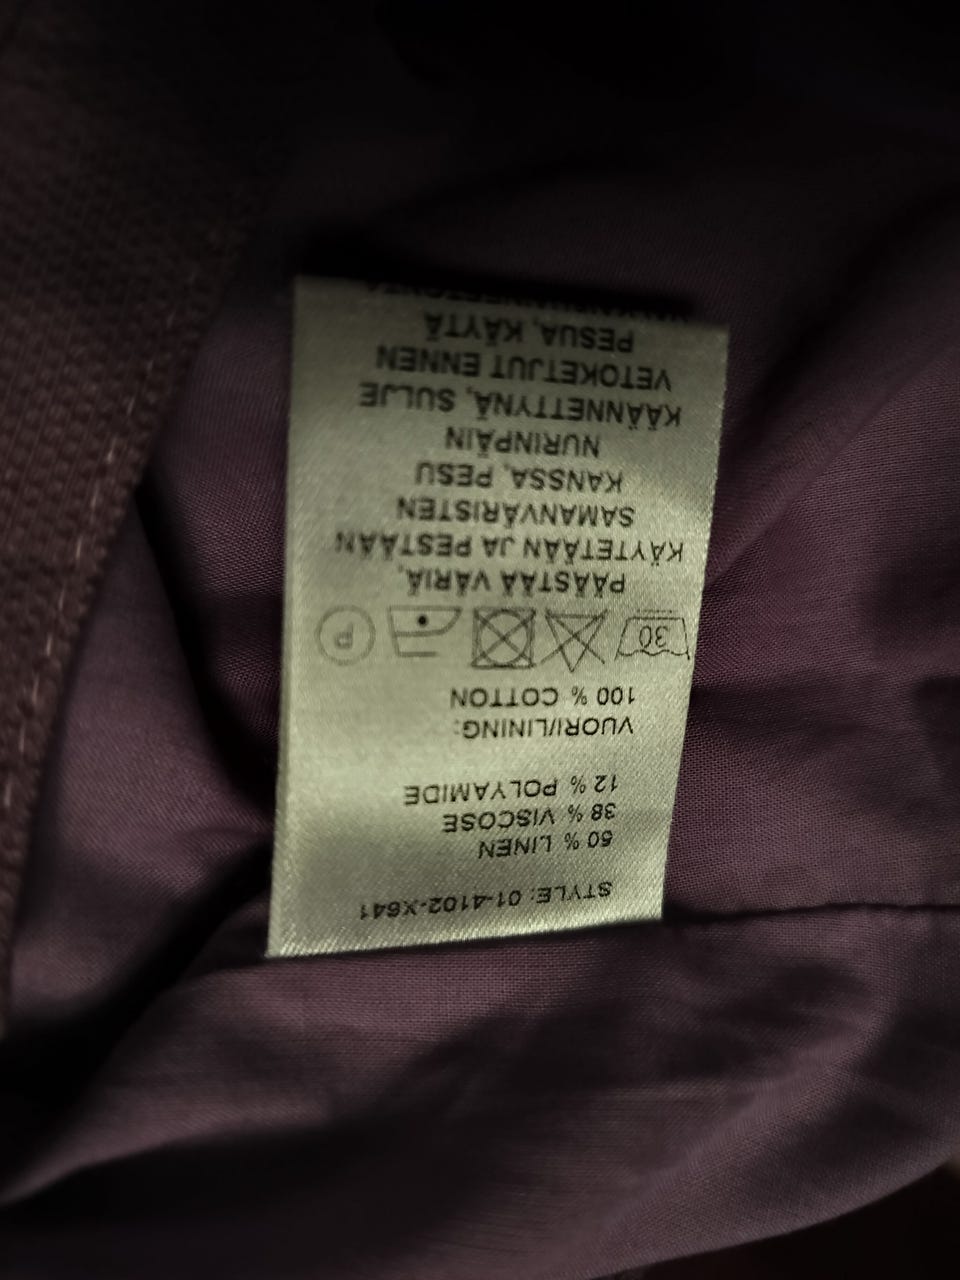 STYLE: 01-4102-X641
50 % LINEN
38 % VISCOSE
12 % POLYAMIDE
VUORI/LINING:
100 % COTTON
30 P
PÄÄSTÄÄ VÄRIÄ,
KÄYTETÄÄN JA PESTÄÄN
SAMANVÄRISTEN
KANSSA, PESU
NURINPÄIN
KÄÄNNETTYNÄ, SULJE
VETOKETJUT ENNEN
PESUA, KÄYTÄ